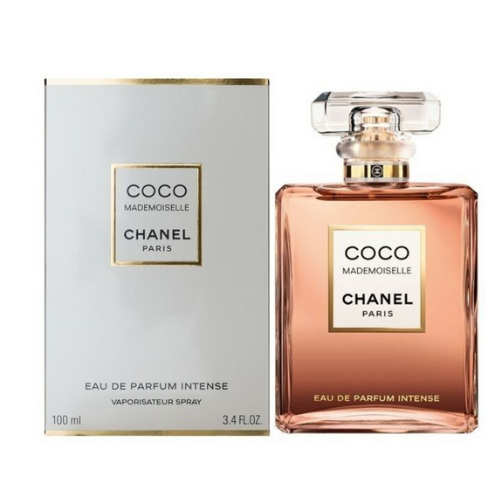 COCO
MADEMOISELLE
CHANEL
PARIS
EAU DE PARFUM INTENSE
VAPORISATEUR SPRAY
100 ml 3.4 FL.OZ.
COCO
MADEMOISELLE
CHANEL
PARIS
EAU DE PARFUM INTENSE